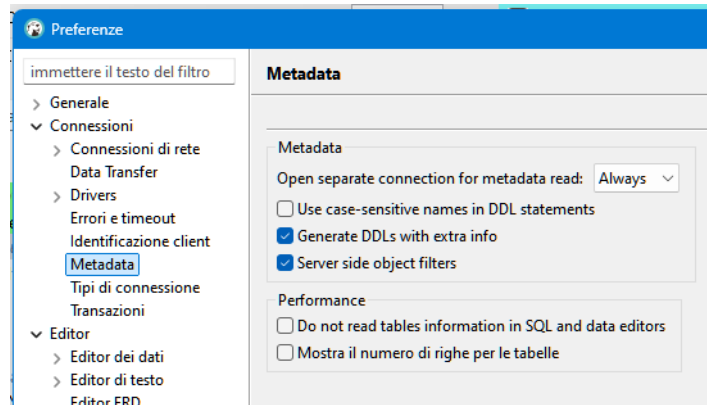 Preferenze
immettere il testo del filtro
Generale
Connessioni
Connessioni di rete
Data Transfer
Drivers
Errori e timeout
Identificazione client
Metadata
Tipi di connessione
Transazioni
Editor
Editor dei dati
Editor di testo
Editor ERD
Metadata
Metadata
Open separate connection for metadata read: Always
Use case-sensitive names in DDL statements
Generate DDLs with extra info
Server side object filters
Performance
Do not read tables information in SQL and data editors
Mostra il numero di righe per le tabelle